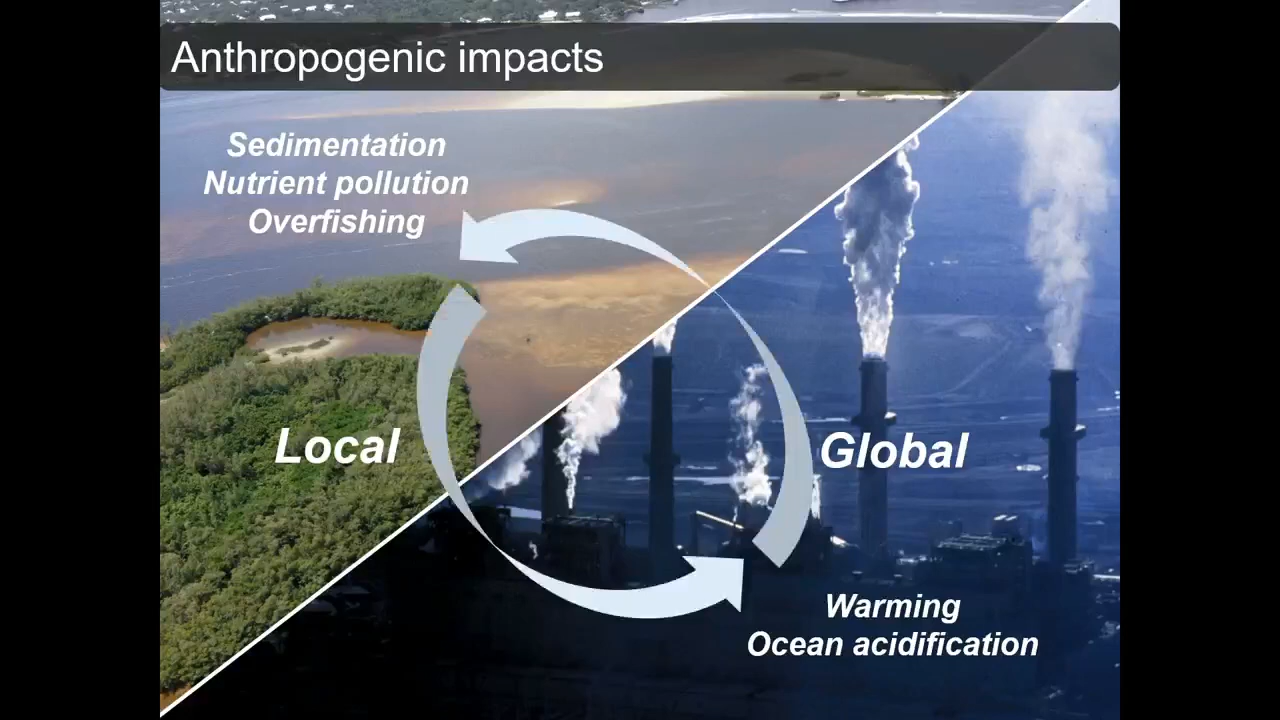 Anthropogenic impacts
Sedimentation
Nutrient pollution
Overfishing
Local
Global
Warming
Ocean acidification